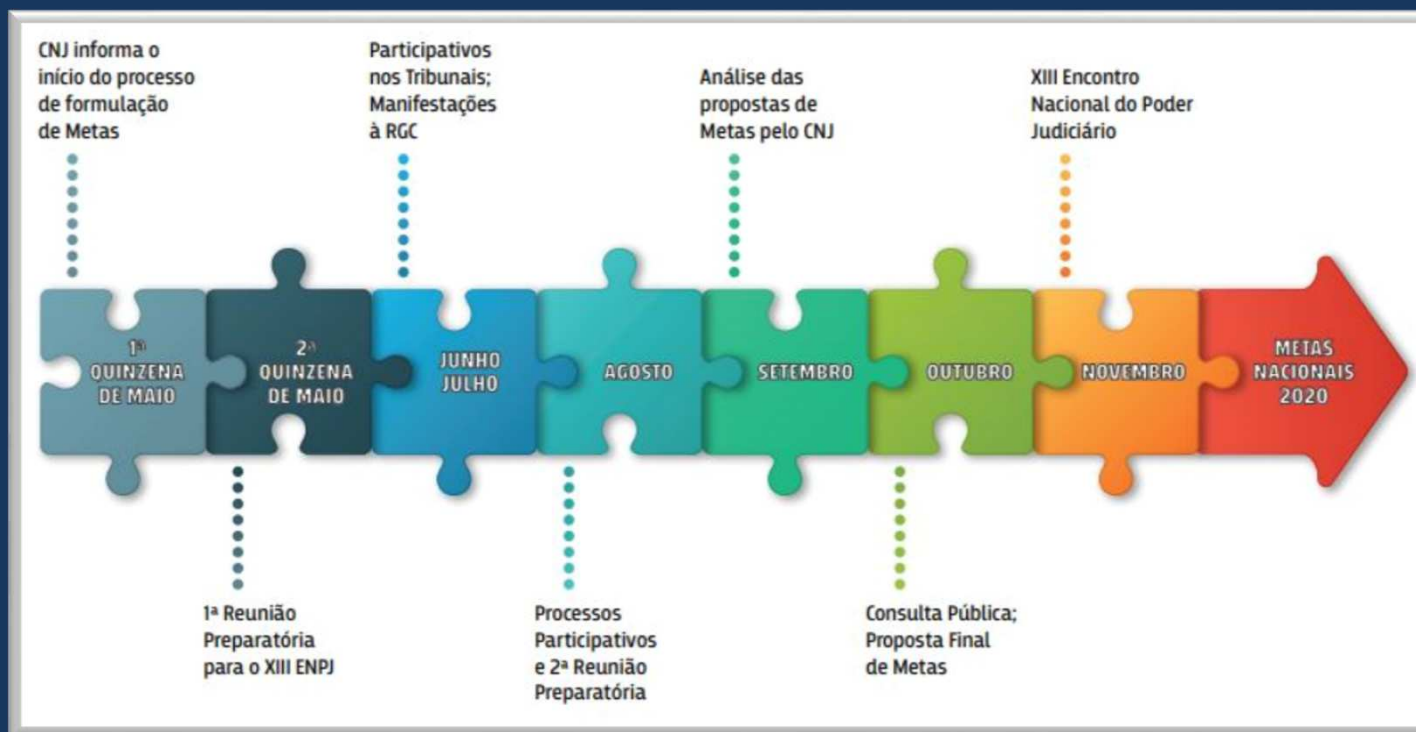 CNJ informa o
início do processo
de formulação
de Metas
Participativos
nos Tribunais;
Manifestações
à RGC
Análise das
propostas de
Metas pelo CNJ
XIII Encontro
Nacional do Poder
Judiciário
1ª
QUINZENA
DE MAIO
2ª
QUINZENA
DE MAIO
JUNHO
JULHO
AGOSTO
SETEMBRO
OUTUBRO
NOVEMBRO
METAS
NACIONAIS
2020
1ª Reunião
Preparatória
para o XIII ENPJ
Processos
Participativos
e 2ª Reunião
Preparatória
Consulta Pública;
Proposta Final
de Metas